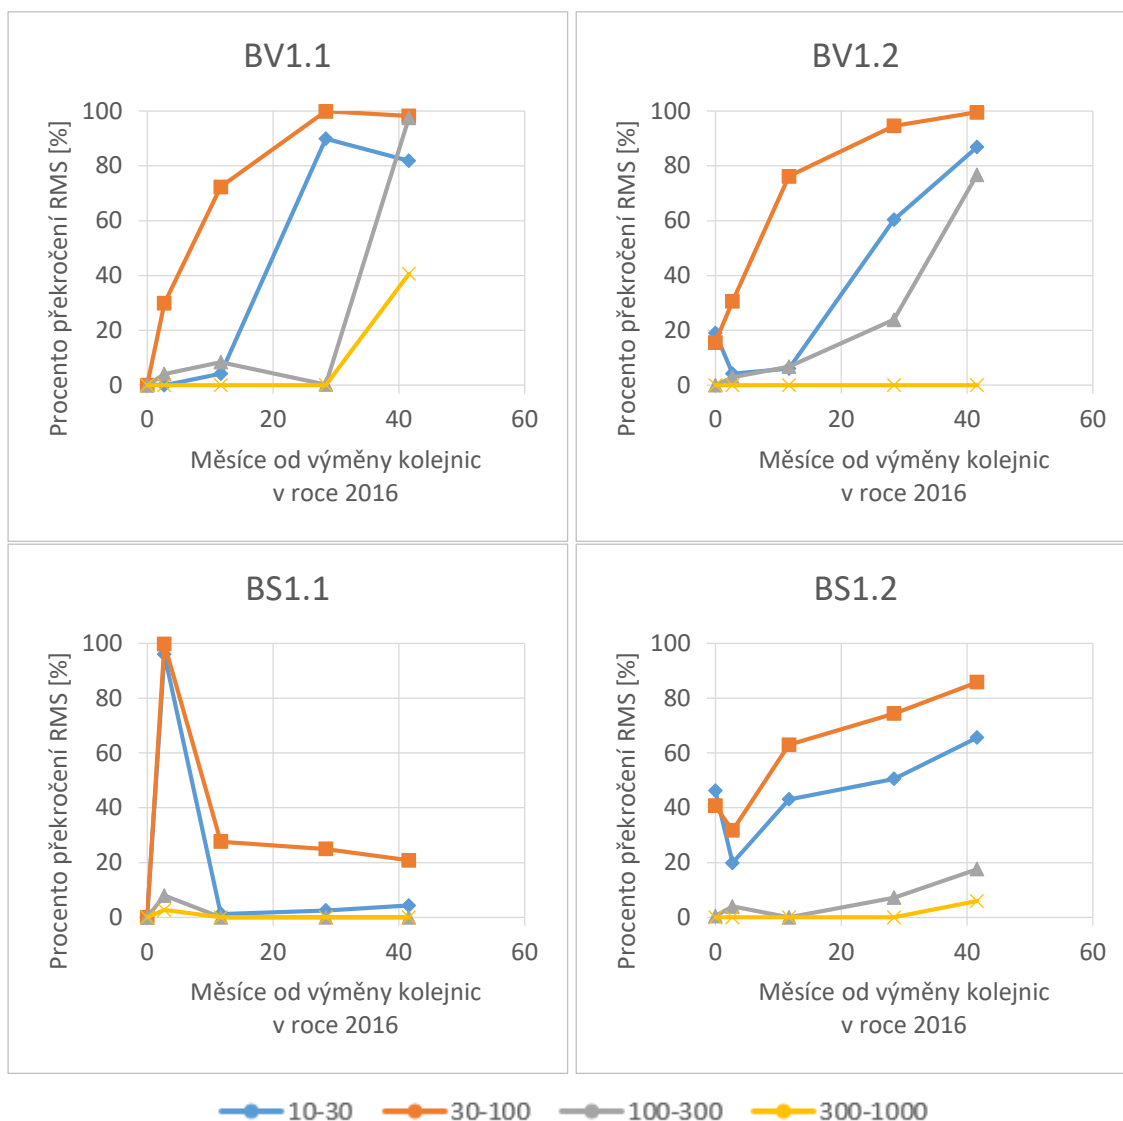 BV1.1
Procento překročení RMS [%]
100
80
60
40
20
0
0 20 40 60
Měsíce od výměny kolejnic
v roce 2016
BV1.2
Procento překročení RMS [%]
100
80
60
40
20
0
0 20 40 60
Měsíce od výměny kolejnic
v roce 2016
BS1.1
Procento překročení RMS [%]
100
80
60
40
20
0
0 20 40 60
Měsíce od výměny kolejnic
v roce 2016
BS1.2
Procento překročení RMS [%]
100
80
60
40
20
0
0 20 40 60
Měsíce od výměny kolejnic
v roce 2016
10-30 30-100 100-300 300-1000